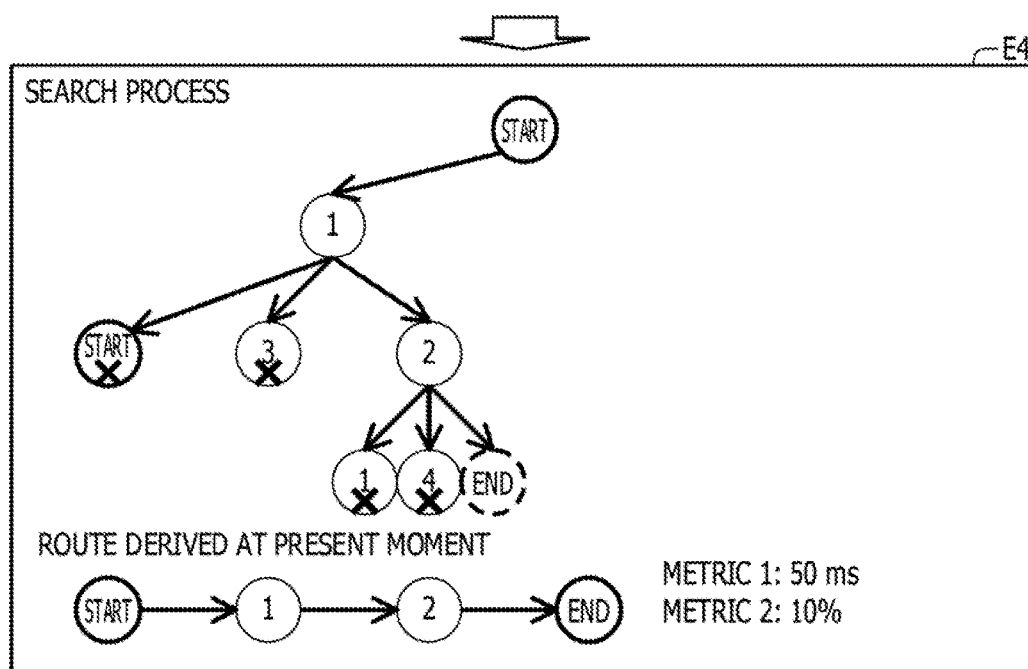 E4
SEARCH PROCESS
START
1
START
3
2
1
4
END
ROUTE DERIVED AT PRESENT MOMENT
START
1
2
END
METRIC 1: 50 ms
METRIC 2: 10%